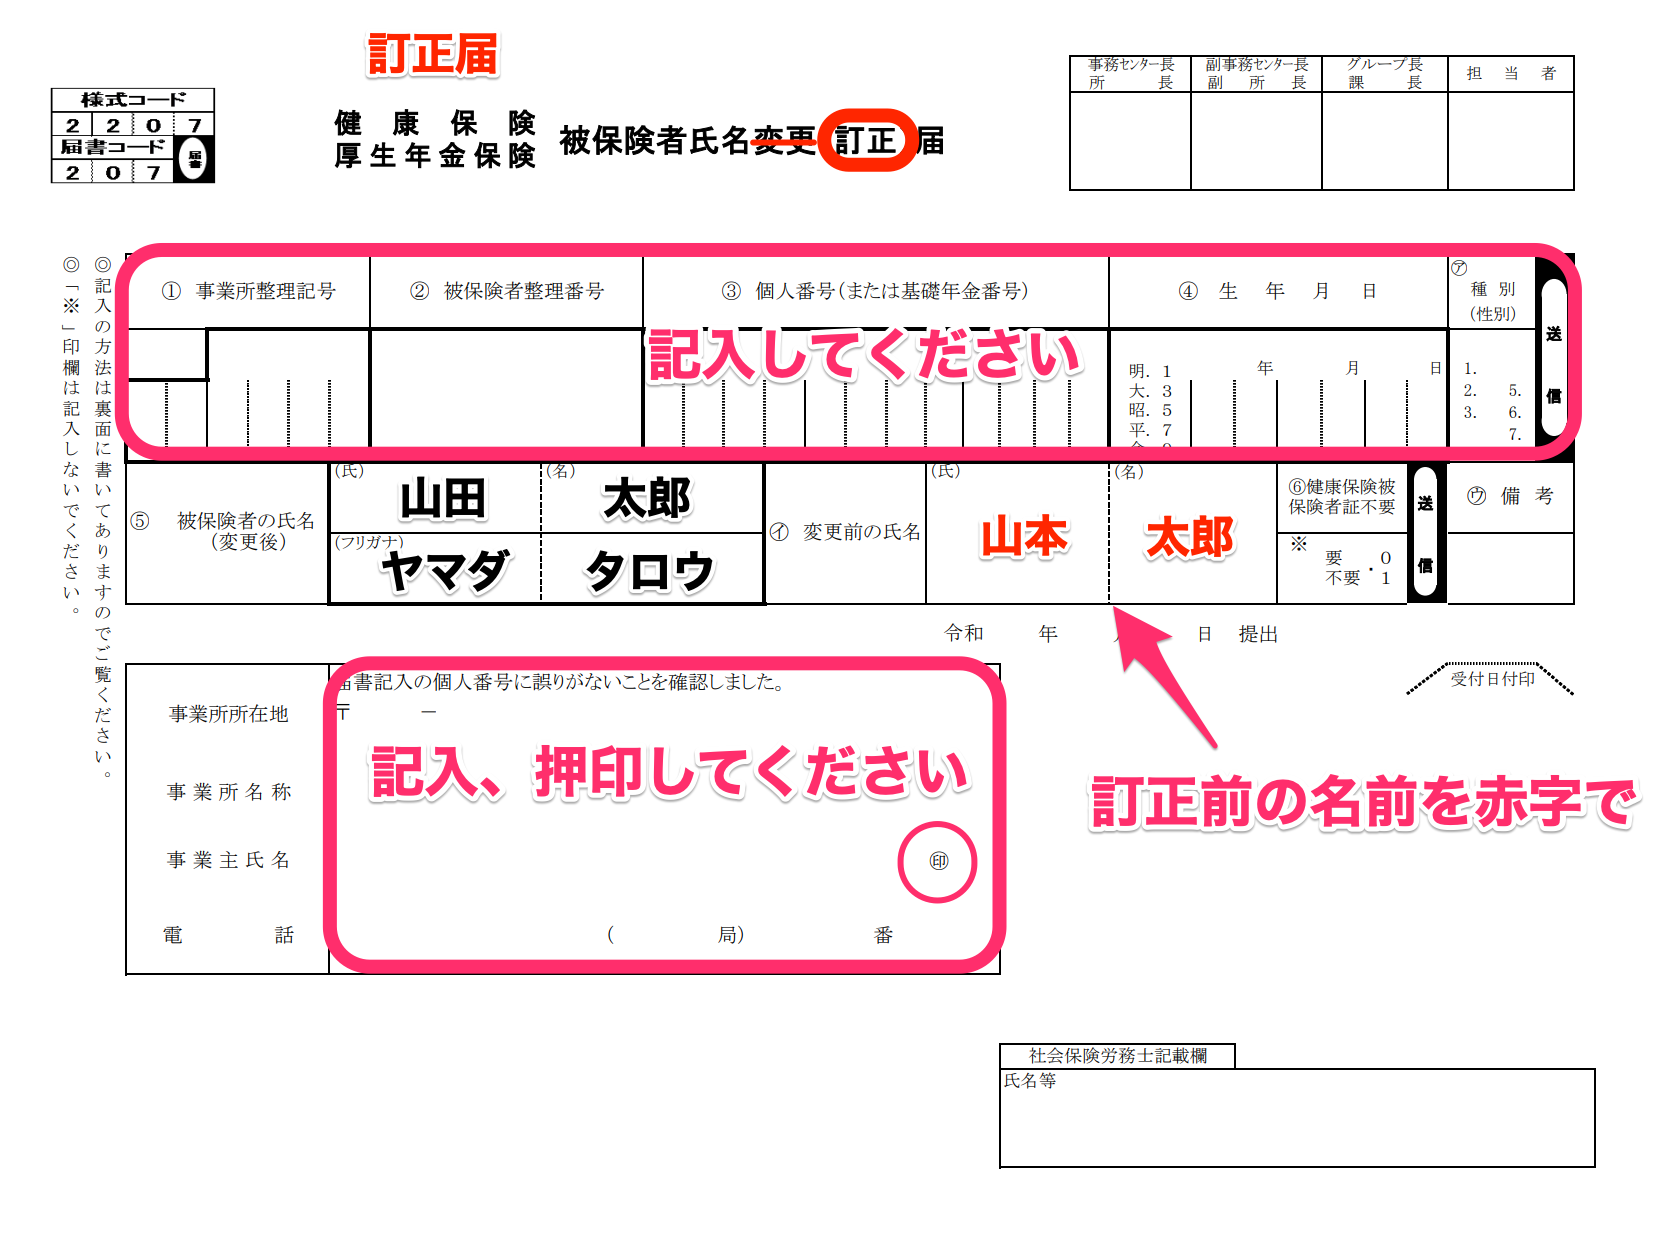 訂正届
様式コード
2 2 0 7
届書コード
届書
2 0 7
健康保険
厚生年金保険
被保険者氏名変更 訂正 届
事務センター長
所 長
副事務センター長
副 所 長
グループ長
課 長
担 当 者
◎記入の方法は裏面に書いてありますのでご覧ください。
◎「※」印欄は記入しないでください。
① 事業所整理記号
② 被保険者整理番号
③ 個人番号(または基礎年金番号)
④ 生 年 月 日
㋐
種 別
(性別)
送 信
記入してください
明. 1
大. 3
昭. 5
平. 7
年 月 日
1.
2. 5.
3. 6.
7.
⑤ 被保険者の氏名
(変更後)
(氏) 山田
(名) 太郎
(フリガナ)
ヤマダ タロウ
㋑ 変更前の氏名
(氏) 山本
(名) 太郎
⑥健康保険被
保険者証不要
※
要 ・ 0
不要 1
送 信
㋒ 備 考
令和 年 日 提出
受付日付印
訂正前の名前を赤字で
事業所所在地
事業所名称
事業主氏名
電 話
届書記入の個人番号に誤りがないことを確認しました。
〒 ー
記入、押印してください
㊞
( 局) 番
社会保険労務士記載欄
氏名等